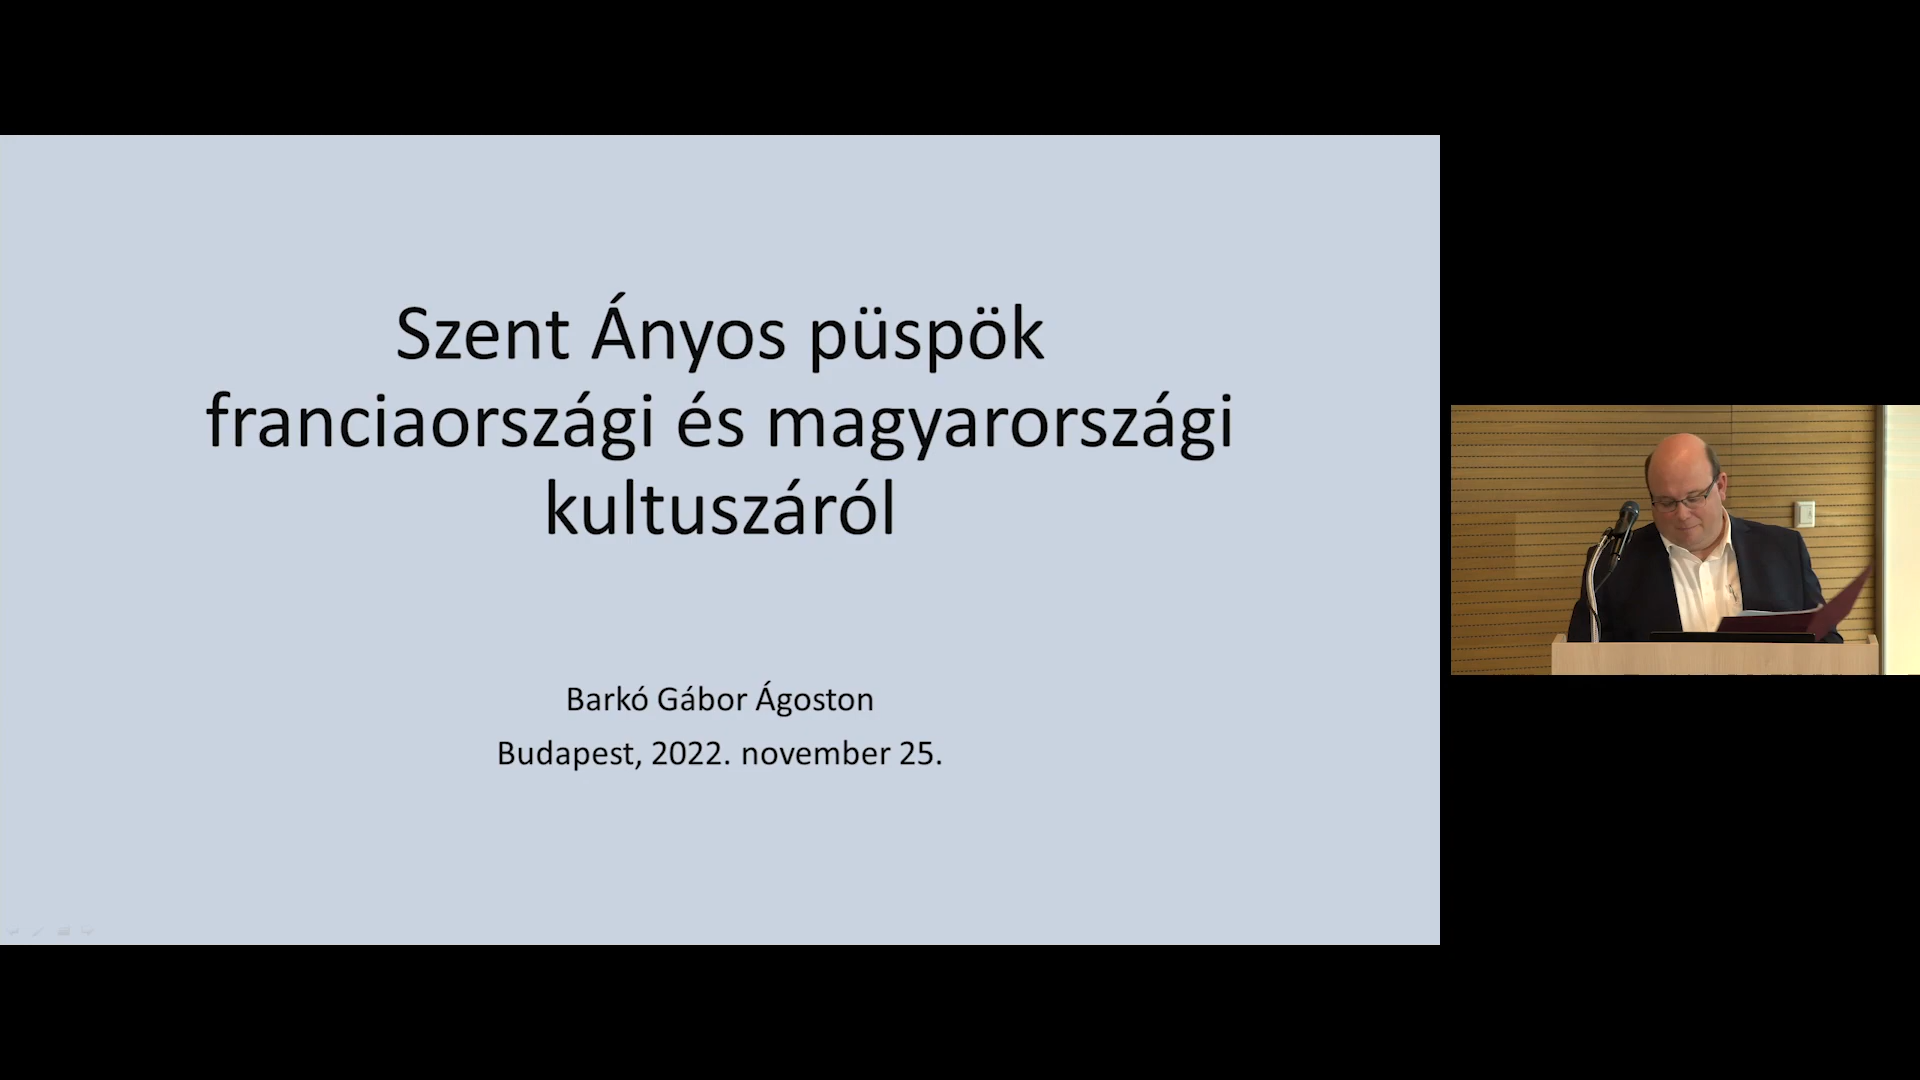 Szent Ányos püspök
franciaországi és magyarországi
kultuszáról
Barkó Gábor Ágoston
Budapest, 2022. november 25.